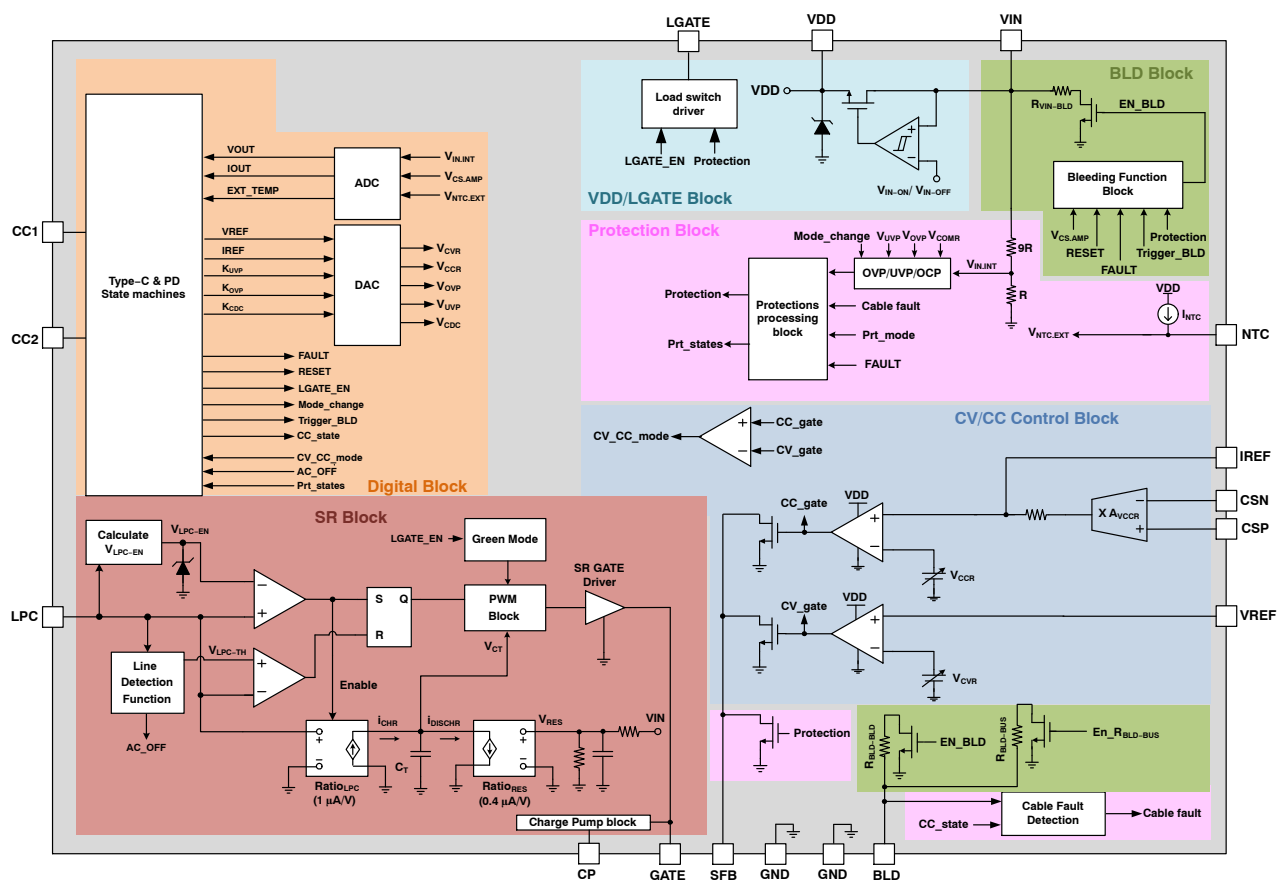 LGATE
VDD
VIN
BLD Block
Load switch
driver
LGATE_EN
Protection
VDD
VIN-ON/ VIN-OFF
VDD/LGATE Block
RVIN-BLD
EN_BLD
Bleeding Function
Block
VCS.AMP
RESET
FAULT
Protection
Trigger_BLD
Type-C & PD
State machines
VOUT
IOUT
EXT_TEMP
ADC
VIN.INT
VCS.AMP
VNTC.EXT
VREF
IREF
KUVP
KOVP
KCDC
DAC
VCVR
VCCR
VOVP
VUVP
VCDC
FAULT
RESET
LGATE_EN
Mode_change
Trigger_BLD
CC_state
CV_CC_mode
AC_OFF
Prt_states
Digital Block
CC1
CC2
Protection Block
Mode_change
VUVP VOVP VCOMR
OVP/UVP/OCP
VIN.INT
9R
R
Protections
processing
block
Protection
Prt_states
Cable fault
Prt_mode
FAULT
VDD
INTC
VNTC.EXT
NTC
CV/CC Control Block
CV_CC_mode
+
−
CC_gate
CV_gate
IREF
CSN
CSP
X AVCCR
−
+
CC_gate
VDD
+
−
VCCR
CV_gate
VDD
+
−
VCVR
VREF
SR Block
Calculate
VLPC-EN
VLPC-EN
LGATE_EN
Green Mode
SR GATE
Driver
−
+
S
Q
R
PWM
Block
VCT
LPC
Line
Detection
Function
VLPC-TH
+
−
Enable
AC_OFF
iCHR
iDISCHR
VRES
VIN
+
−
+
−
CT
RatioLPC
(1 μA/V)
RatioRES
(0.4 μA/V)
Charge Pump block
Protection
RBLD-BLD
EN_BLD
RBLD-BUS
En_RBLD-BUS
Cable Fault
Detection
CC_state
Cable fault
CP
GATE
SFB
GND
GND
BLD